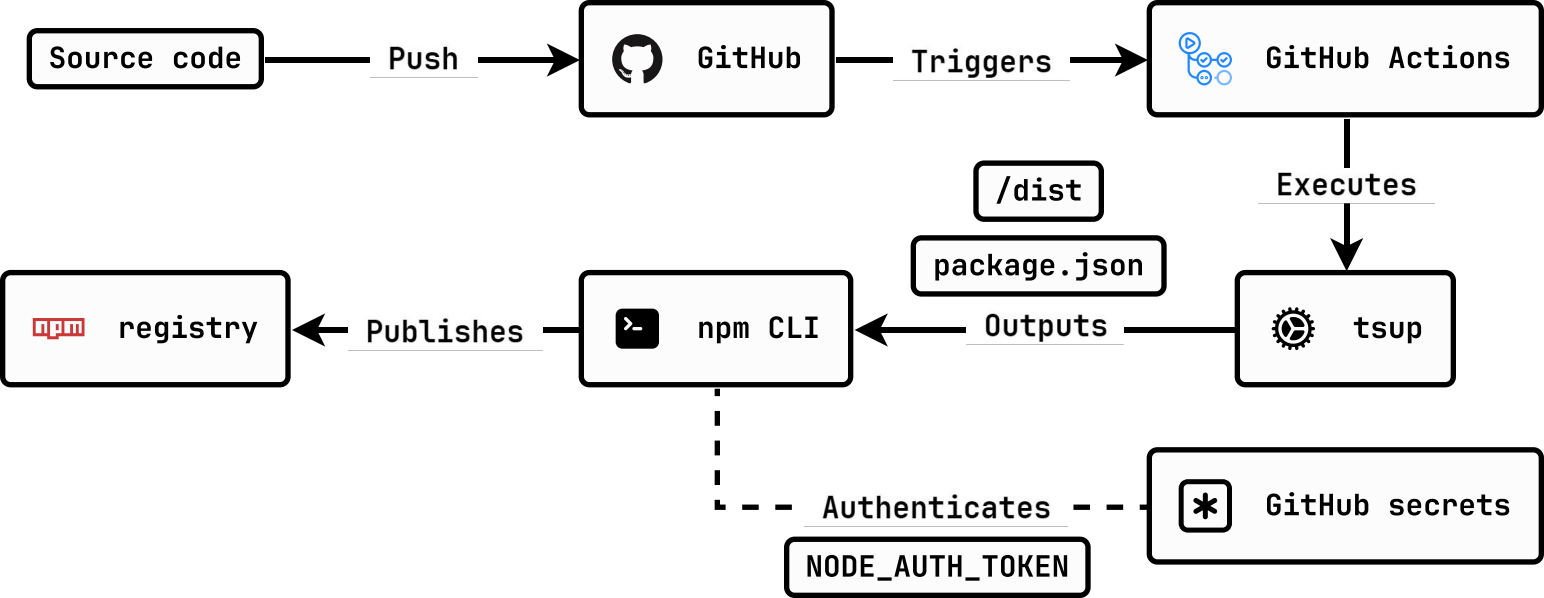 Source code
Push
GitHub
Triggers
GitHub Actions
Executes
/dist
package.json
npm registry
Publishes
npm CLI
Outputs
tsup
Authenticates
NODE_AUTH_TOKEN
GitHub secrets